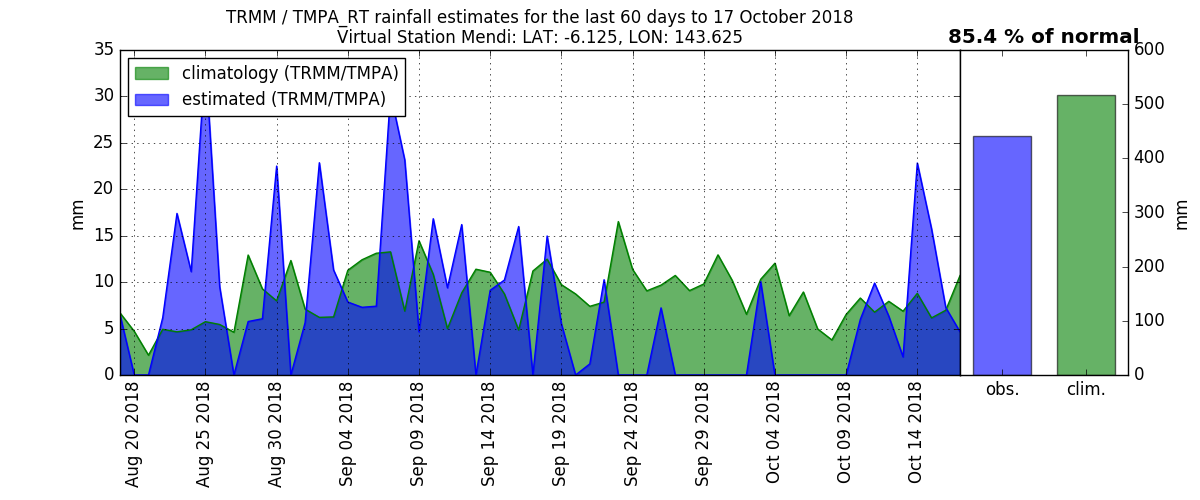 TRMM / TMPA_RT rainfall estimates for the last 60 days to 17 October 2018
Virtual Station Mendi: LAT: -6.125, LON: 143.625
85.4 % of normal
climatology (TRMM/TMPA)
estimated (TRMM/TMPA)
35
30
25
20
15
10
5
0
mm
Aug 20 2018
Aug 25 2018
Aug 30 2018
Sep 04 2018
Sep 09 2018
Sep 14 2018
Sep 19 2018
Sep 24 2018
Sep 29 2018
Oct 04 2018
Oct 09 2018
Oct 14 2018
600
500
400
300
200
100
0
mm
obs.
clim.